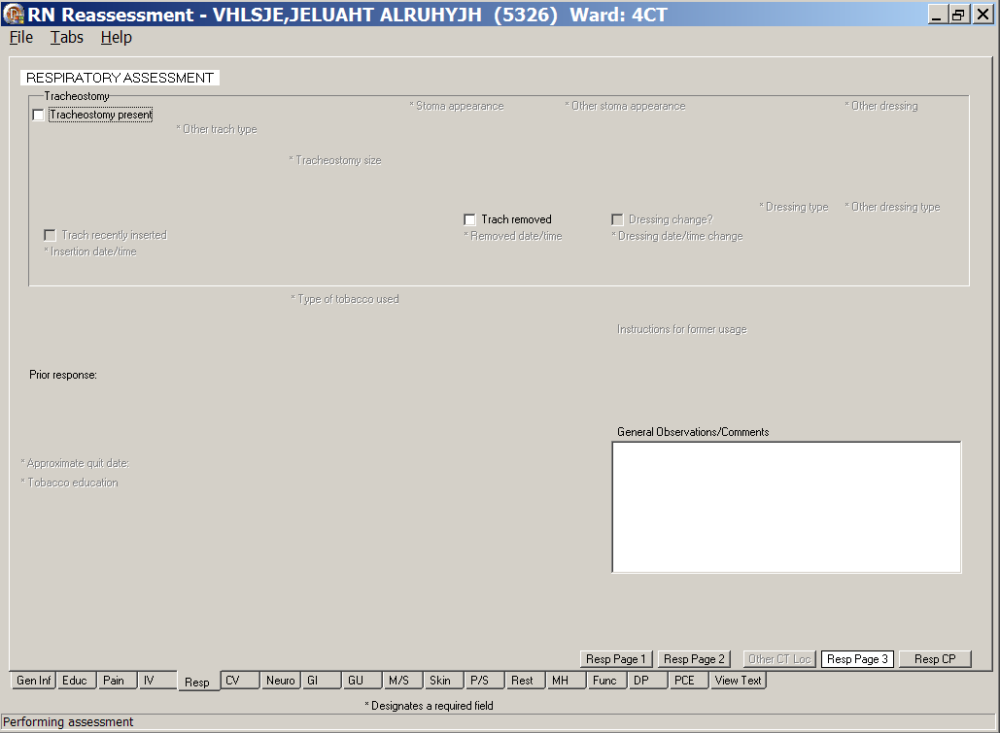 RN Reassessment - VHLSJE,JELUAHT ALRUHYJH (5326) Ward: 4CT
File Tabs Help
RESPIRATORY ASSESSMENT
Tracheostomy
Tracheostomy present
* Stoma appearance
* Other stoma appearance
* Other dressing
* Other trach type
* Tracheostomy size
* Dressing type
* Other dressing type
Trach removed
Dressing change?
Trach recently inserted
* Removed date/time
* Dressing date/time change
* Insertion date/time
* Type of tobacco used
Instructions for former usage
Prior response:
General Observations/Comments
* Approximate quit date:
* Tobacco education
Resp Page 1 Resp Page 2 Other CT Loc Resp Page 3 Resp CP
Gen Inf Educ Pain IV Resp CV Neuro GI GU M/S Skin P/S Rest MH Func DP PCE View Text
* Designates a required field
Performing assessment